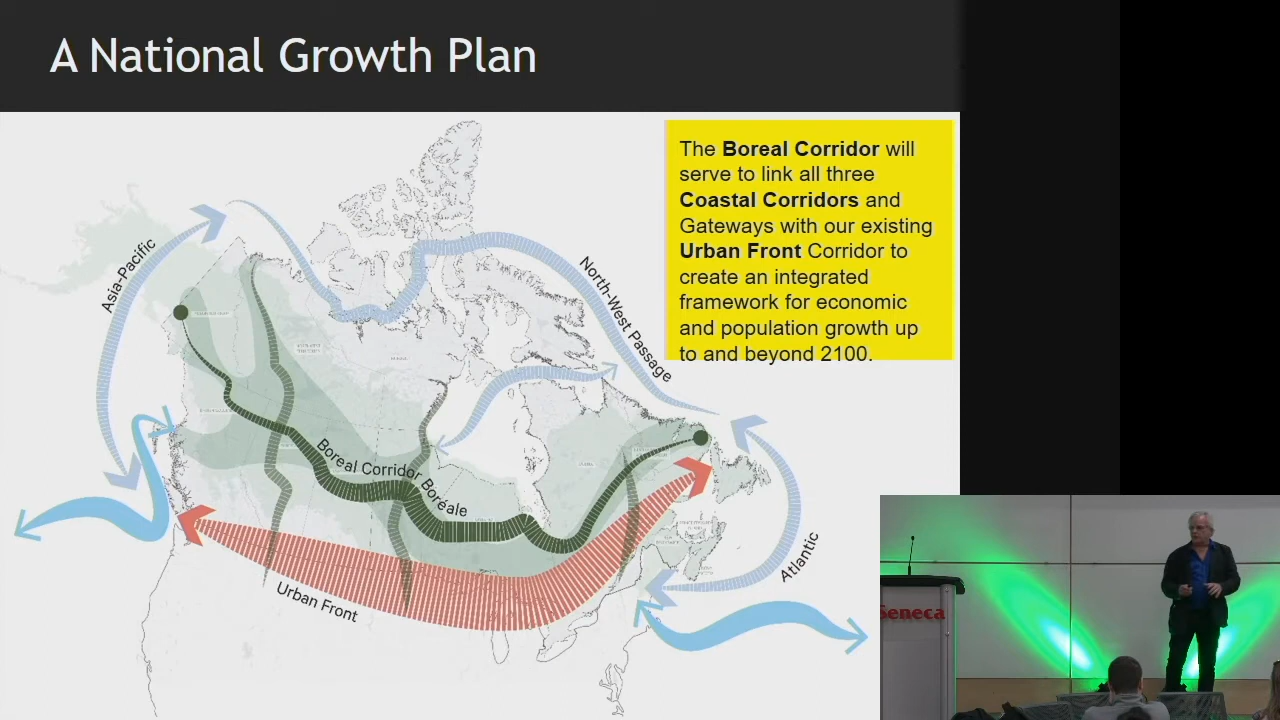 A National Growth Plan
The Boreal Corridor will
serve to link all three
Coastal Corridors and
Gateways with our existing
Urban Front Corridor to
create an integrated
framework for economic
and population growth up
to and beyond 2100.
Asia-Pacific
North-West Passage
Boreal Corridor Boréale
Urban Front
Atlantic
Seneca